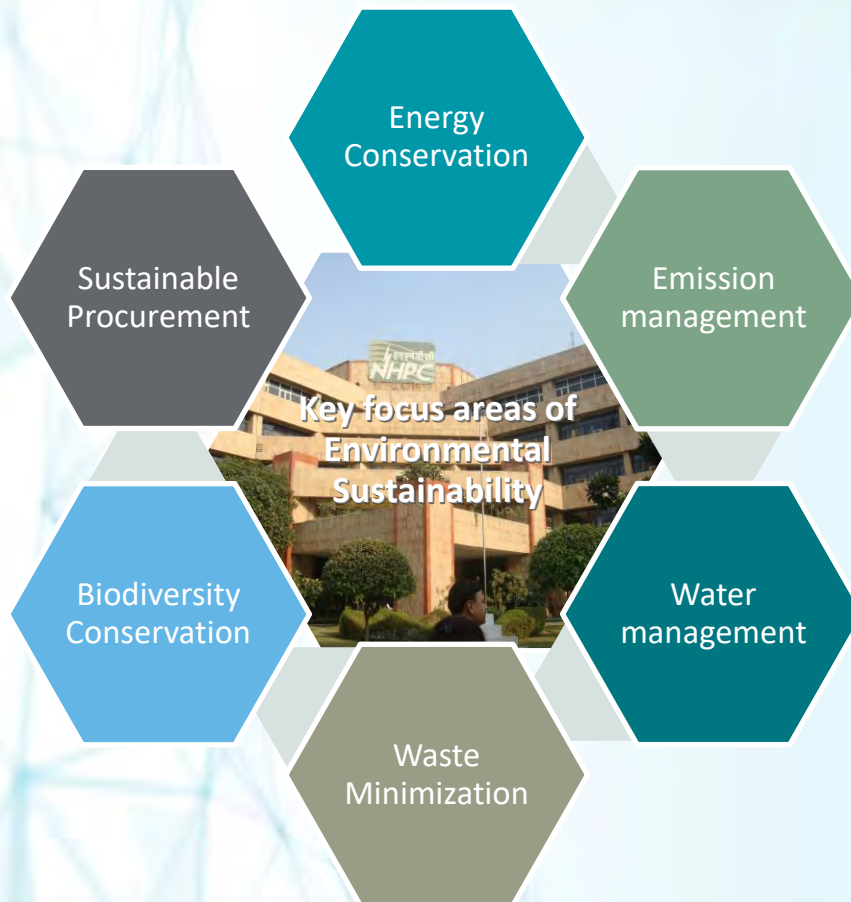 Energy
Conservation
Sustainable
Procurement
Emission
management
एनएचपीसी
NHPC
Key focus areas of
Environmental
Sustainability
Biodiversity
Conservation
Water
management
Waste
Minimization